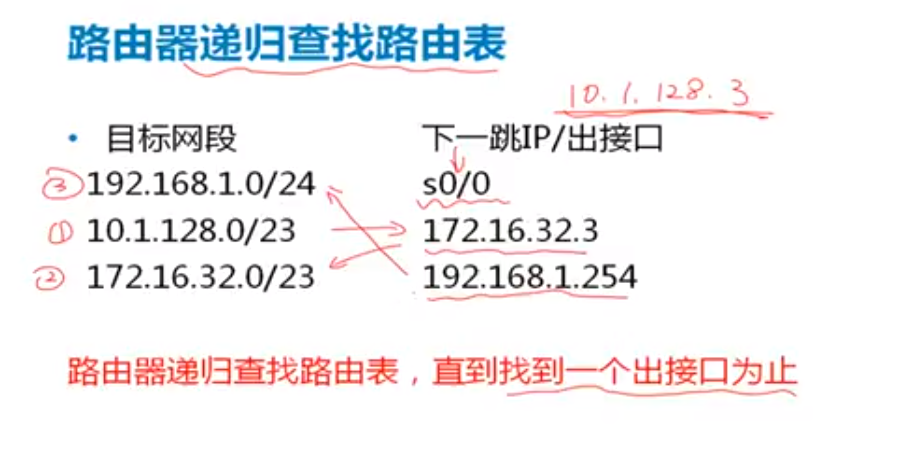 路由器递归查找路由表
10.1.128.3
• 目标网段 下一跳IP/出接口
③ 192.168.1.0/24 s0/0
① 10.1.128.0/23 172.16.32.3
② 172.16.32.0/23 192.168.1.254
路由器递归查找路由表，直到找到一个出接口为止